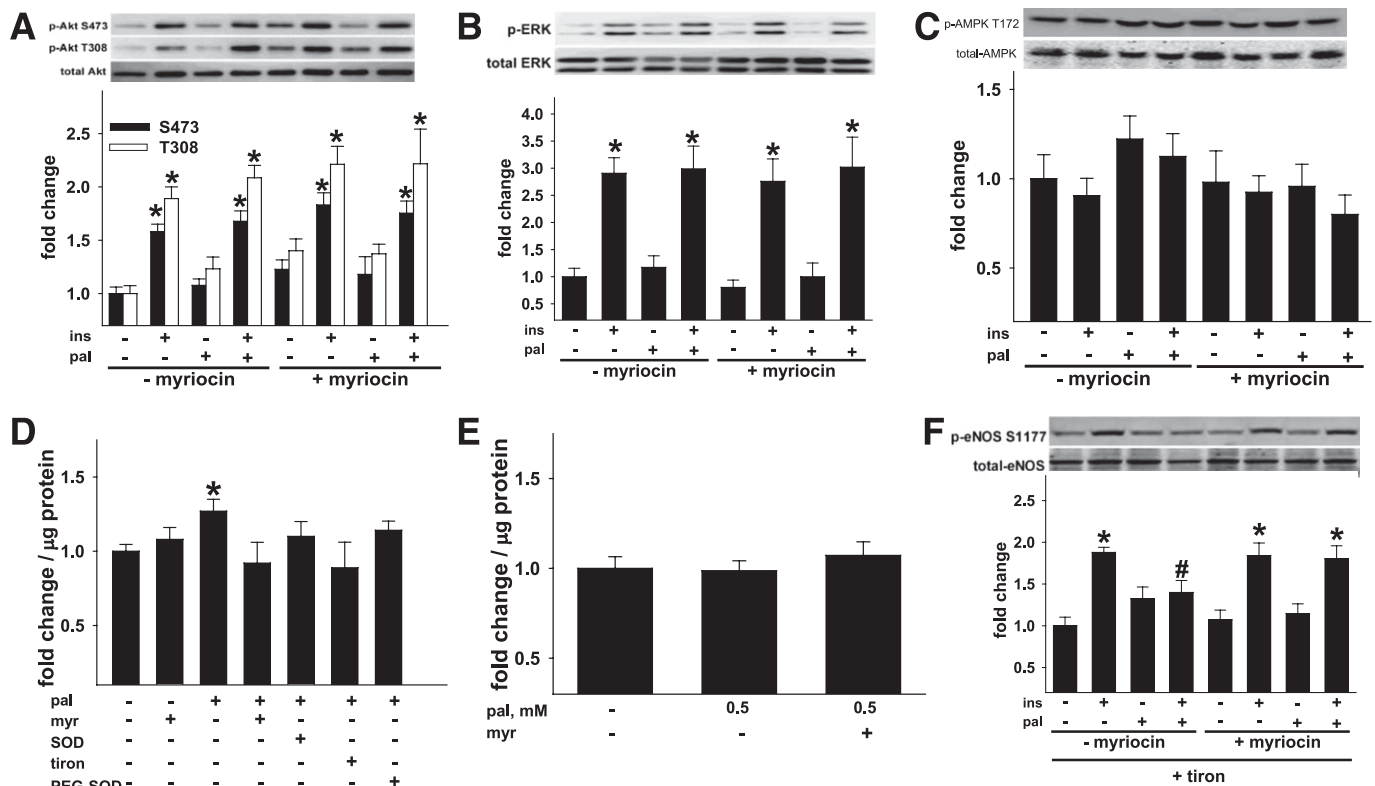 A
p-Akt S473
p-Akt T308
total Akt
S473
T308
fold change
2.5
2.0
1.5
1.0
* * * * * * * *
ins - + - + - + - +
pal - - + + - - + +
- myriocin + myriocin
B
p-ERK
total ERK
fold change
4.0
3.5
3.0
2.5
2.0
1.5
1.0
0.5
* * * *
ins - + - + - + - +
pal - - + + - - + +
- myriocin + myriocin
C
p-AMPK T172
total-AMPK
fold change
1.5
1.0
0.5
ins - + - + - + - +
pal - - + + - - + +
- myriocin + myriocin
D
fold change / µg protein
1.5
1.0
0.5
*
pal - - + + + + +
myr - + - + - - -
SOD - - - - + - -
tiron - - - - - + -
PEG-SOD - - - - - - +
E
fold change / µg protein
1.5
1.0
0.5
pal, mM - 0.5 0.5
myr - - +
F
p-eNOS S1177
total-eNOS
fold change
2.5
2.0
1.5
1.0
0.5
* # * *
ins - + - + - + - +
pal - - + + - - + +
- myriocin + myriocin
+ tiron